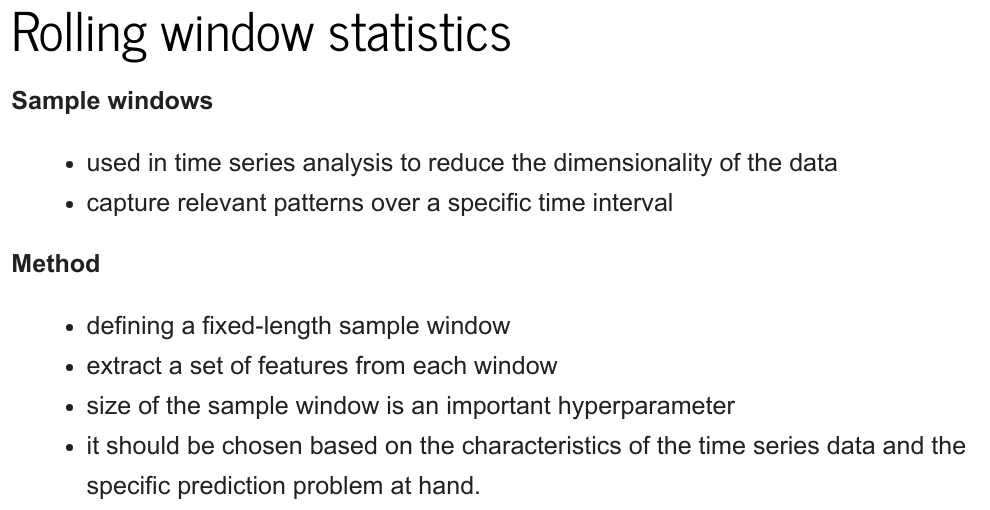 Rolling window statistics
Sample windows
• used in time series analysis to reduce the dimensionality of the data
• capture relevant patterns over a specific time interval
Method
• defining a fixed-length sample window
• extract a set of features from each window
• size of the sample window is an important hyperparameter
• it should be chosen based on the characteristics of the time series data and the
specific prediction problem at hand.